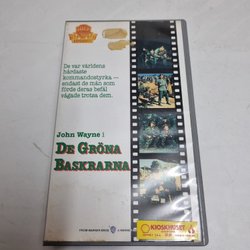 De var världens
hårdaste
kommandostyrka —
endast de män som
förde deras befäl
vågade trotsa dem.
John Wayne i
DE GRÖNA
BASKRARNA
KIOSKHUSET